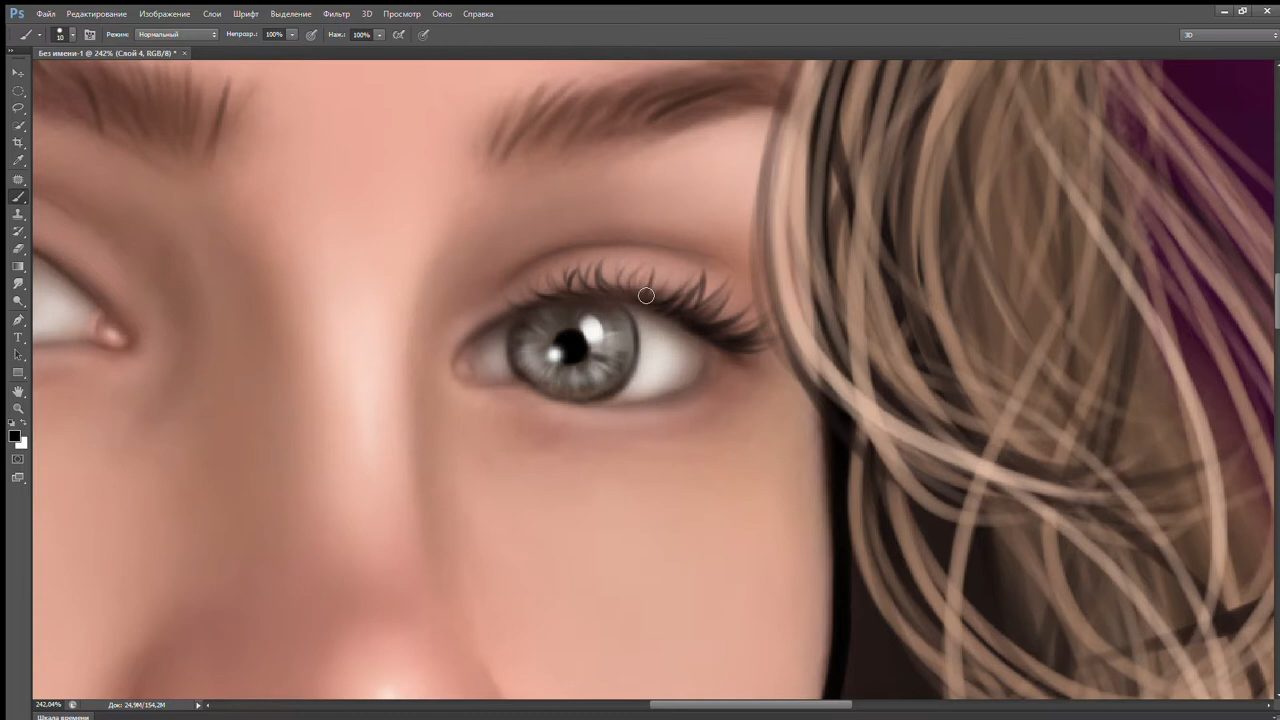 Ps Файл Редактирование Изображение Слои Шрифт Выделение Фильтр 3D Просмотр Окно Справка
10 Режим: Нормальный Непрозр.: 100% Наж.: 100% 3D
Без имени-1 @ 242% (Слой 4, RGB/8) * ×
T
242,04% Док: 24,9M/154,2M
Шкала времени